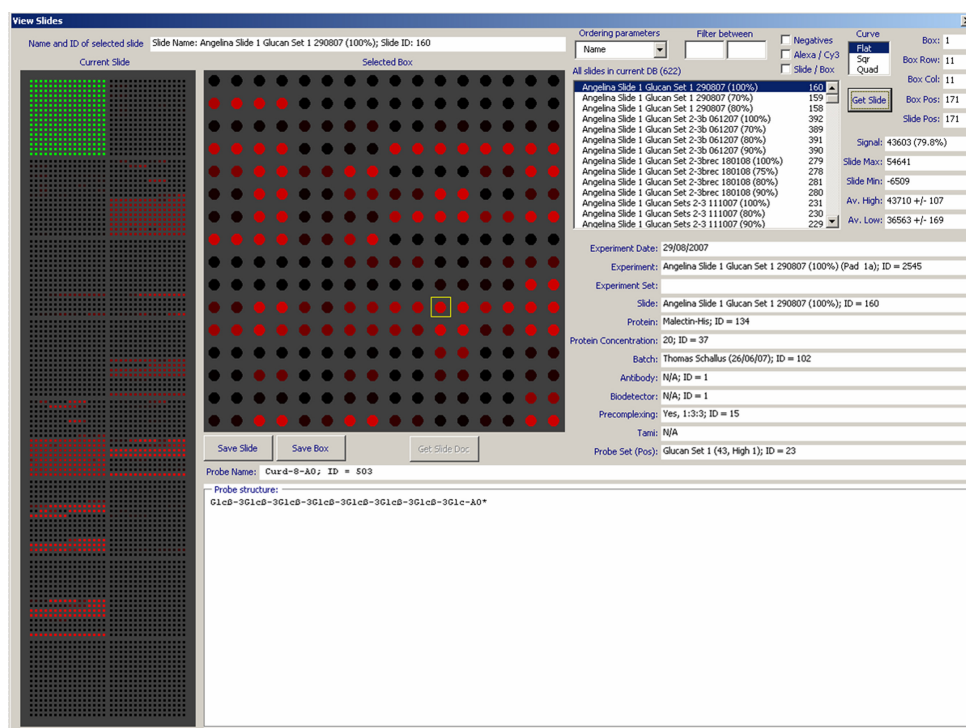 View Slides
Name and ID of selected slide Slide Name: Angelina Slide 1 Glucan Set 1 290807 (100%); Slide ID: 160
Current Slide
Selected Box
Ordering parameters
Name
Filter between
Negatives
Alexa / Cy3
Slide / Box
Curve
Flat
Sqr
Quad
Get Slide
Box: 1
Box Row: 11
Box Col: 11
Box Pos: 171
Slide Pos: 171
Signal: 43603 (79.8%)
Slide Max: 54641
Slide Min: -6509
Av. High: 43710 +/- 107
Av. Low: 36563 +/- 169
All slides in current DB (622)
Angelina Slide 1 Glucan Set 1 290807 (100%) 160
Angelina Slide 1 Glucan Set 1 290807 (70%) 159
Angelina Slide 1 Glucan Set 1 290807 (80%) 158
Angelina Slide 1 Glucan Set 2-3b 061207 (100%) 392
Angelina Slide 1 Glucan Set 2-3b 061207 (70%) 389
Angelina Slide 1 Glucan Set 2-3b 061207 (80%) 391
Angelina Slide 1 Glucan Set 2-3b 061207 (90%) 390
Angelina Slide 1 Glucan Set 2-3brec 180108 (100%) 279
Angelina Slide 1 Glucan Set 2-3brec 180108 (75%) 278
Angelina Slide 1 Glucan Set 2-3brec 180108 (80%) 281
Angelina Slide 1 Glucan Set 2-3brec 180108 (90%) 280
Angelina Slide 1 Glucan Sets 2-3 111007 (100%) 231
Angelina Slide 1 Glucan Sets 2-3 111007 (80%) 230
Angelina Slide 1 Glucan Sets 2-3 111007 (90%) 229
Experiment Date: 29/08/2007
Experiment: Angelina Slide 1 Glucan Set 1 290807 (100%) (Pad 1a); ID = 2545
Experiment Set:
Slide: Angelina Slide 1 Glucan Set 1 290807 (100%); ID = 160
Protein: Malectin-His; ID = 134
Protein Concentration: 20; ID = 37
Batch: Thomas Schallus (26/06/07); ID = 102
Antibody: N/A; ID = 1
Biodetector: N/A; ID = 1
Precomplexing: Yes, 1:3:3; ID = 15
Tami: N/A
Probe Set (Pos): Glucan Set 1 (43, High 1); ID = 23
Save Slide
Save Box
Get Slide Doc
Probe Name: Curd-8-A0; ID = 503
Probe structure:
Glcß-3Glcß-3Glcß-3Glcß-3Glcß-3Glcß-3Glcß-3Glc-A0*